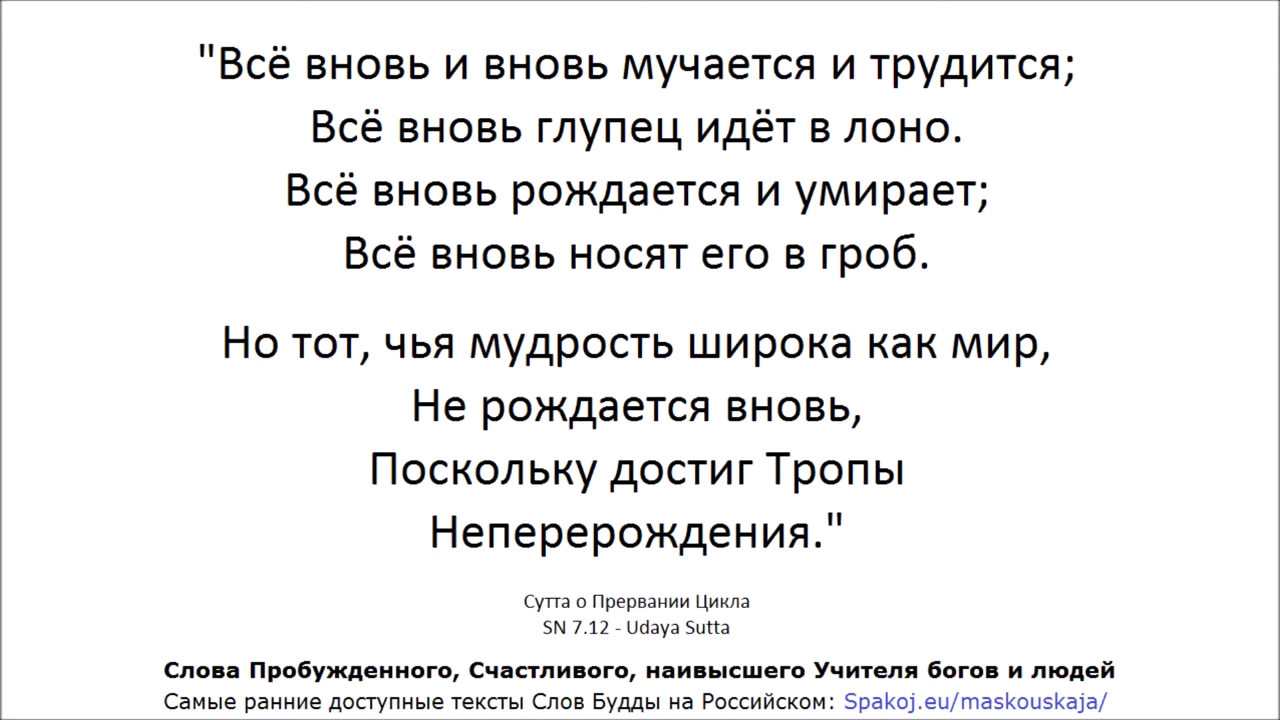 "Всё вновь и вновь мучается и трудится;
Всё вновь глупец идёт в лоно.
Всё вновь рождается и умирает;
Всё вновь носят его в гроб.
Но тот, чья мудрость широка как мир,
Не рождается вновь,
Поскольку достиг Тропы
Неперерождения."
Сутта о Прервании Цикла
SN 7.12 - Udaya Sutta
Слова Пробужденного, Счастливого, наивысшего Учителя богов и людей
Самые ранние доступные тексты Слов Будды на Российском: Spakoj.eu/maskouskaja/